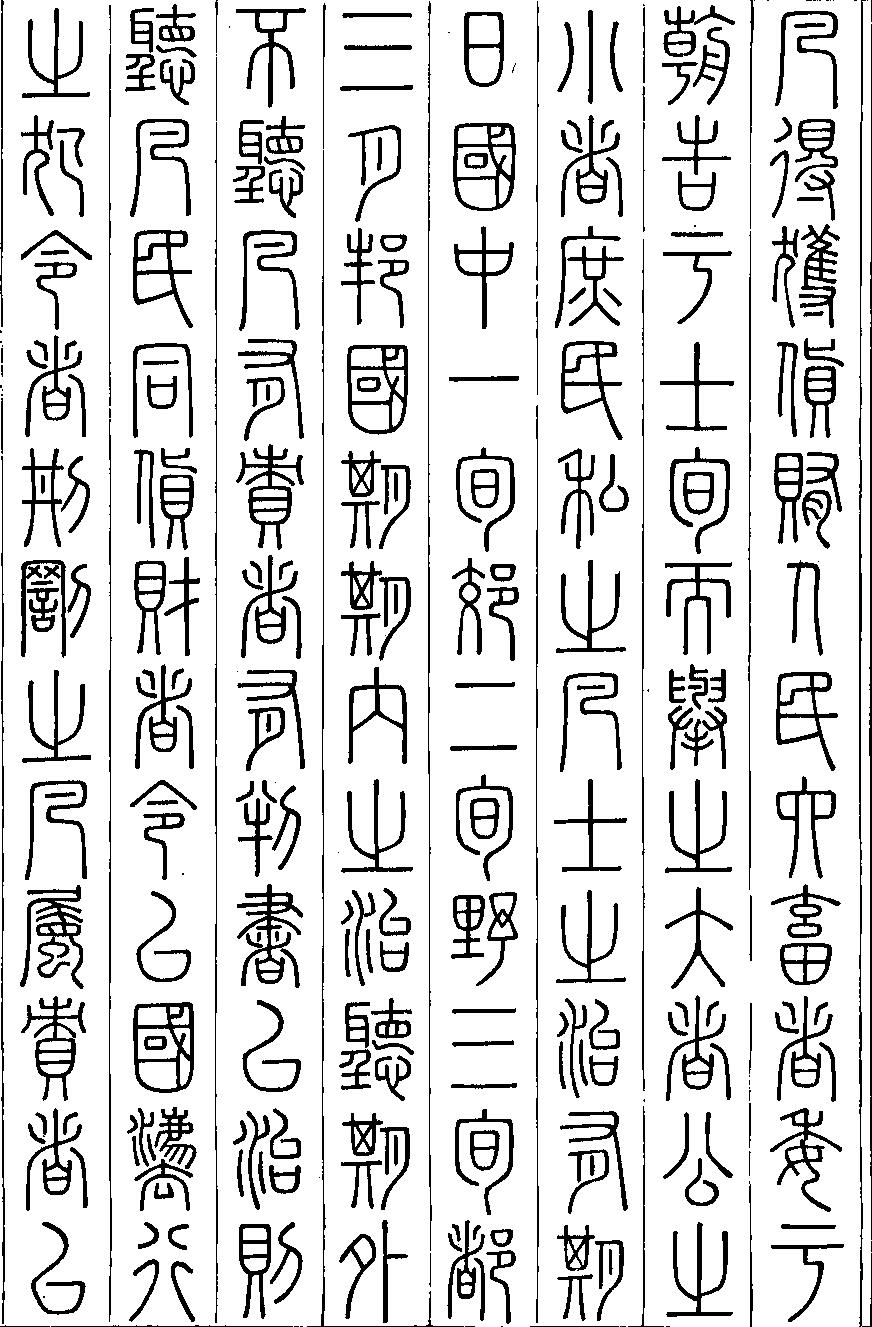 凡得獲貨賄人民六畜者委于
朝告于士旬而舉之大者公之
小者庶民私之凡士之治有期
日國中一旬郊二旬野三旬都
三月邦國期期內之治聽期外
不聽凡有責者有判書以治則
聽凡民同貨財者令以國灋行
之犯令者刑罰之凡屬責者以